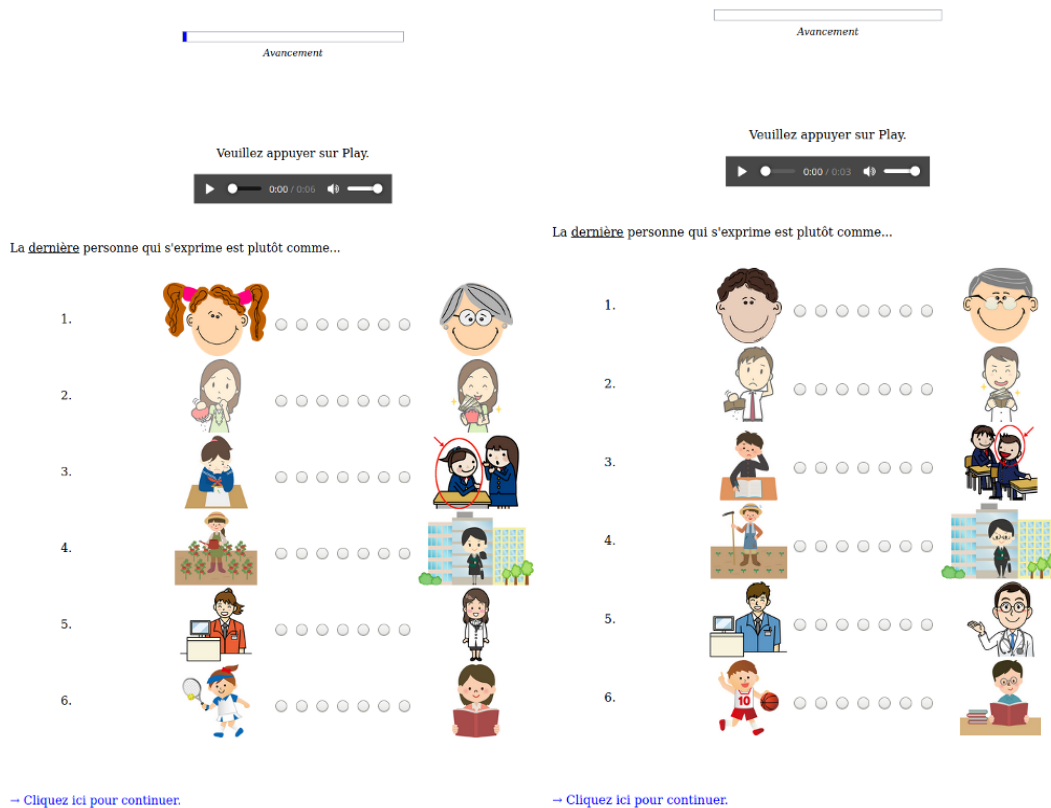 Avancement
Veuillez appuyer sur Play.
0:00 / 0:06
La dernière personne qui s'exprime est plutôt comme...
1.
2.
3.
4.
5.
6.
→ Cliquez ici pour continuer.
Avancement
Veuillez appuyer sur Play.
0:00 / 0:03
La dernière personne qui s'exprime est plutôt comme...
1.
2.
3.
4.
5.
6.
10
→ Cliquez ici pour continuer.